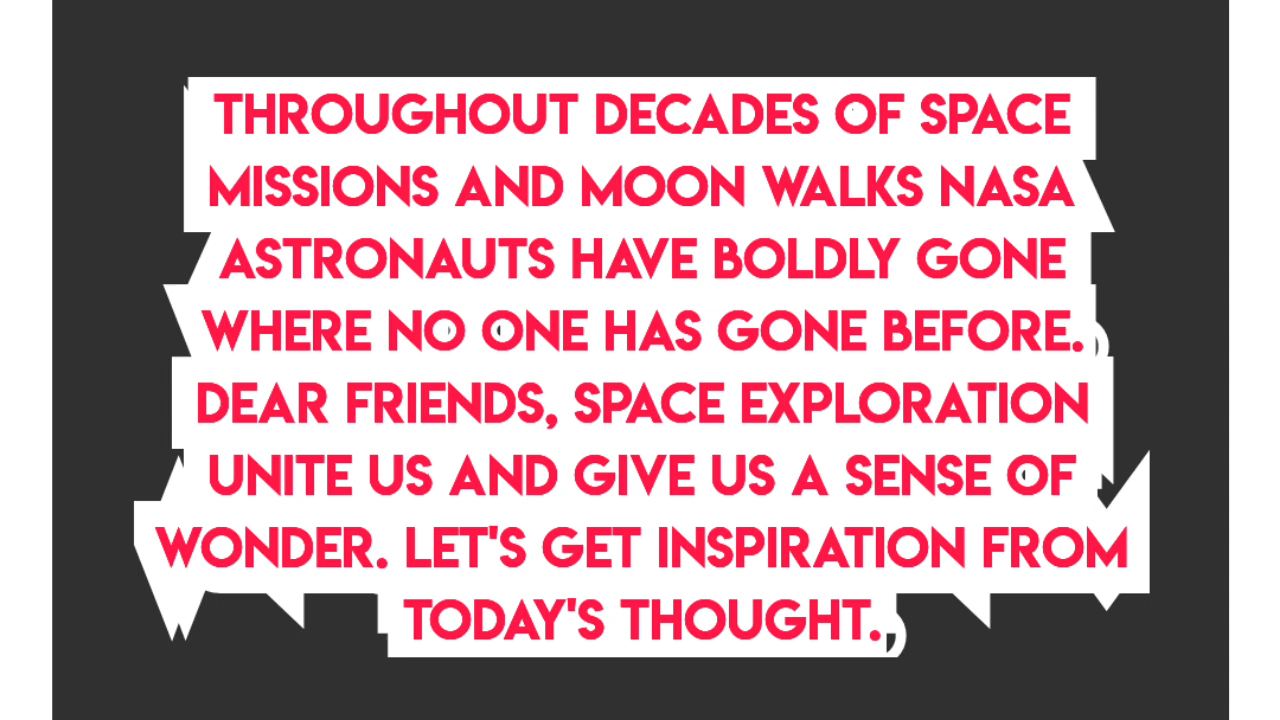 THROUGHOUT DECADES OF SPACE
MISSIONS AND MOON WALKS NASA
ASTRONAUTS HAVE BOLDLY GONE
WHERE NO ONE HAS GONE BEFORE.
DEAR FRIENDS, SPACE EXPLORATION
UNITE US AND GIVE US A SENSE OF
WONDER. LET'S GET INSPIRATION FROM
TODAY'S THOUGHT.